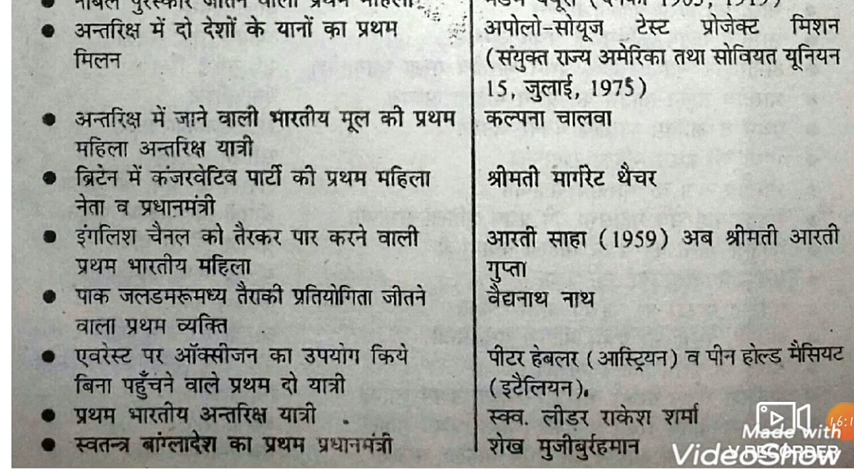 अन्तरिक्ष में दो देशों के यानों का प्रथम
मिलन
अपोलो-सोयूज टेस्ट प्रोजेक्ट मिशन
(संयुक्त राज्य अमेरिका तथा सोवियत यूनियन
15, जुलाई, 1975)
अन्तरिक्ष में जाने वाली भारतीय मूल की प्रथम
महिला अन्तरिक्ष यात्री
कल्पना चालवा
ब्रिटेन में कंजरवेटिव पार्टी की प्रथम महिला
नेता व प्रधानमंत्री
श्रीमती मार्गरेट थैचर
इंगलिश चैनल को तैरकर पार करने वाली
प्रथम भारतीय महिला
आरती साहा (1959) अब श्रीमती आरती
गुप्ता
पाक जलडमरूमध्य तैराकी प्रतियोगिता जीतने
वाला प्रथम व्यक्ति
वैद्यनाथ नाथ
एवरेस्ट पर ऑक्सीजन का उपयोग किये
बिना पहुँचने वाले प्रथम दो यात्री
पीटर हेबलर (आस्ट्रियन) व पीन होल्ड मैसियट
(इटैलियन)।
प्रथम भारतीय अन्तरिक्ष यात्री
स्क्व. लीडर राकेश शर्मा
स्वतन्त्र बांग्लादेश का प्रथम प्रधानमंत्री
शेख मुजीबुर्रहमान
Made with
VideoShow